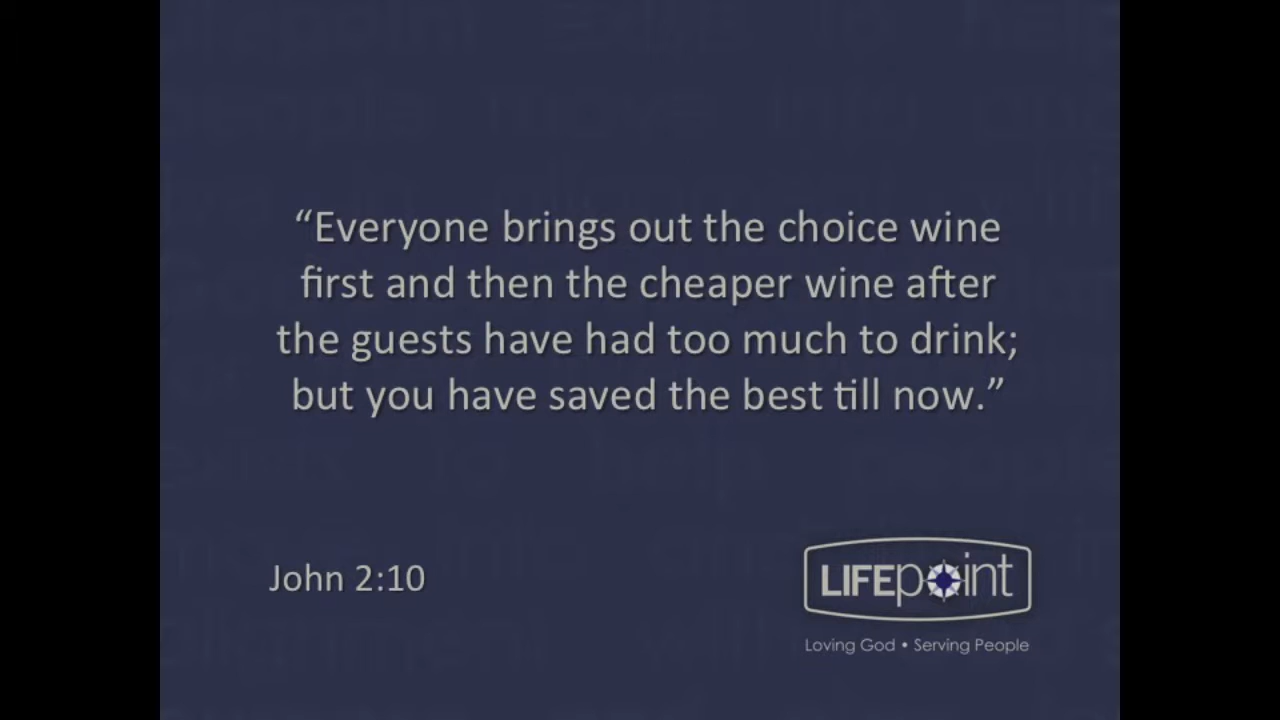 “Everyone brings out the choice wine
first and then the cheaper wine after
the guests have had too much to drink;
but you have saved the best till now.”
John 2:10
LIFEpoint
Loving God • Serving People